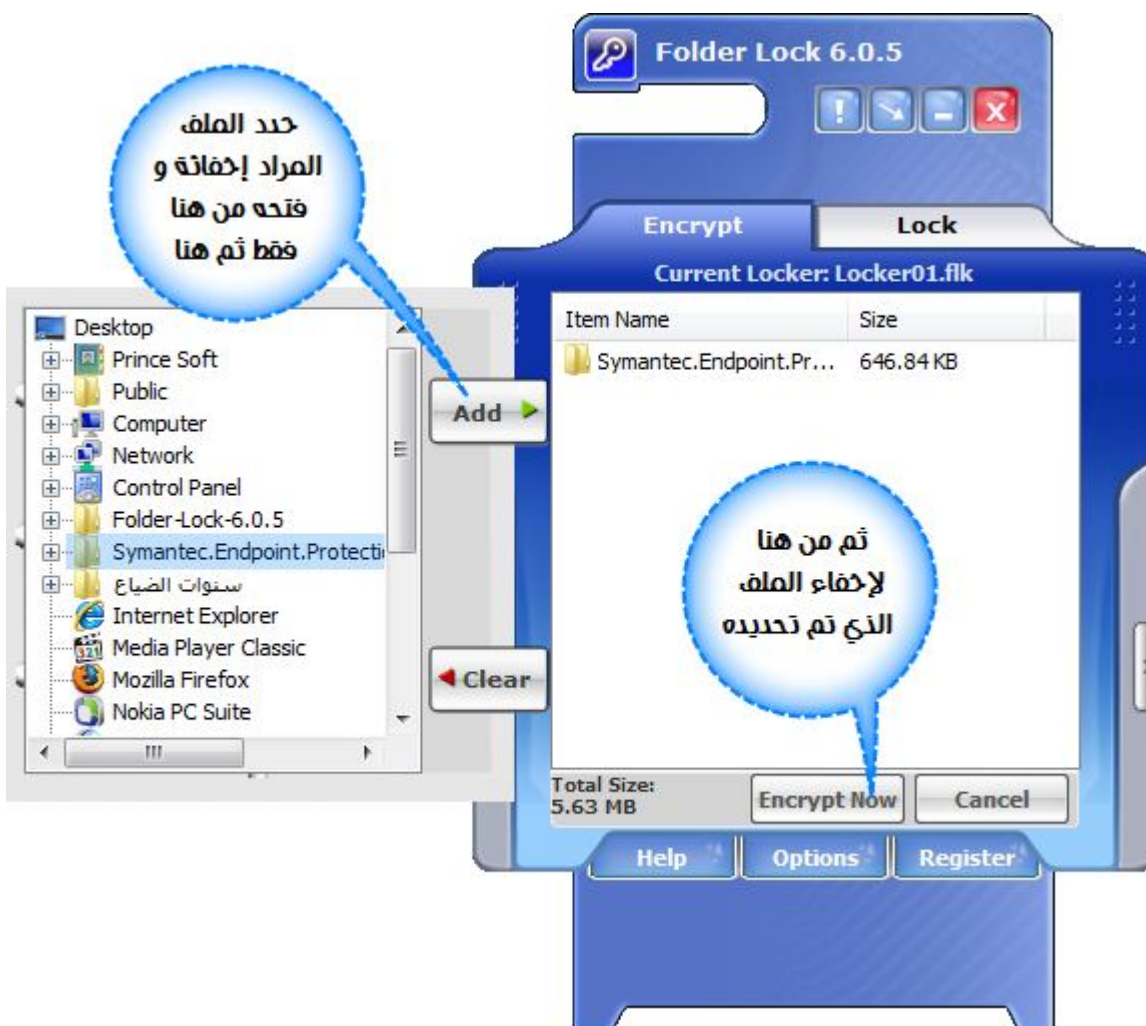 Folder Lock 6.0.5
حدد الملف
المراد إخفائة و
فتحه من هنا
فقط ثم هنا
Encrypt
Lock
Current Locker: Locker01.flk
Item Name
Size
Symantec.Endpoint.Pr...
646.84 KB
Desktop
Prince Soft
Public
Computer
Network
Control Panel
Folder-Lock-6.0.5
Symantec.Endpoint.Protecti
سنوات الضياع
Internet Explorer
Media Player Classic
Mozilla Firefox
Nokia PC Suite
Add
Clear
ثم من هنا
لإخفاء الملف
الذي تم تحديده
Total Size:
5.63 MB
Encrypt Now
Cancel
Help
Options
Register